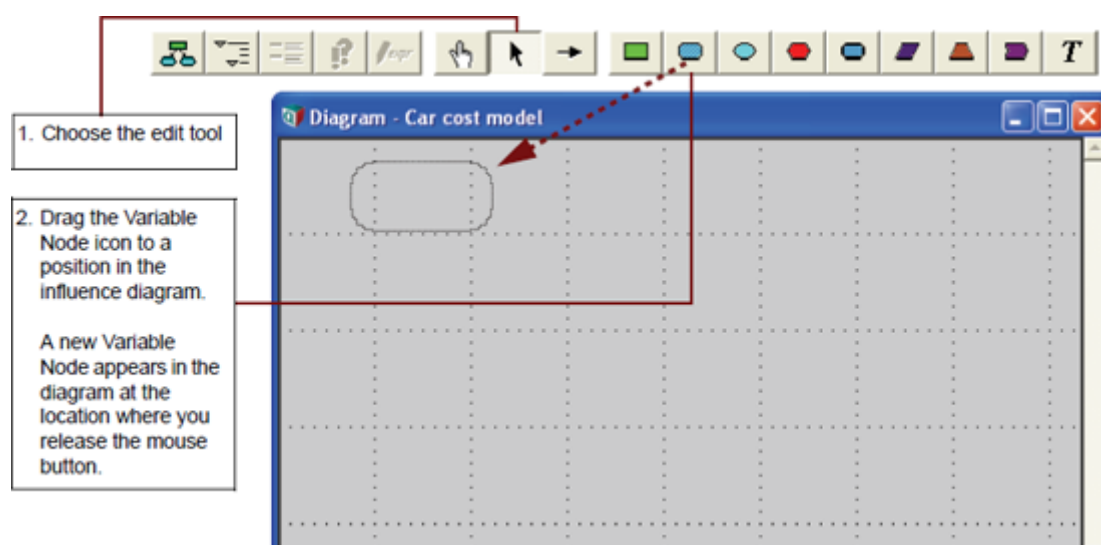 expr
T
1. Choose the edit tool
Diagram - Car cost model
2. Drag the Variable
Node icon to a
position in the
influence diagram.
A new Variable
Node appears in the
diagram at the
location where you
release the mouse
button.